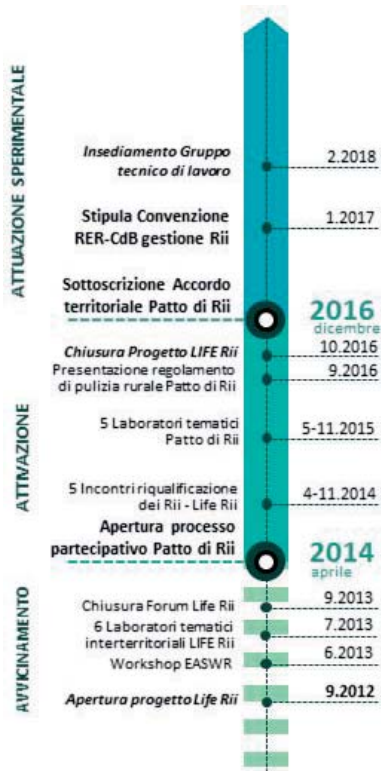 ATTUAZIONE SPERIMENTALE
Insediamento Gruppo
tecnico di lavoro
2.2018
Stipula Convenzione
RER-CdB gestione Rii
1.2017
Sottoscrizione Accordo
territoriale Patto di Rii
2016
dicembre
ATTIVAZIONE
Chiusura Progetto LIFE Rii
10.2016
Presentazione regolamento
di pulizia rurale Patto di Rii
9.2016
5 Laboratori tematici
Patto di Rii
5-11.2015
5 Incontri riqualificazione
dei Rii - Life Rii
4-11.2014
Apertura processo
partecipativo Patto di Rii
2014
aprile
AVVICINAMENTO
Chiusura Forum Life Rii
9.2013
6 Laboratori tematici
interterritoriali LIFE Rii
7.2013
Workshop EASWR
6.2013
Apertura progetto Life Rii
9.2012